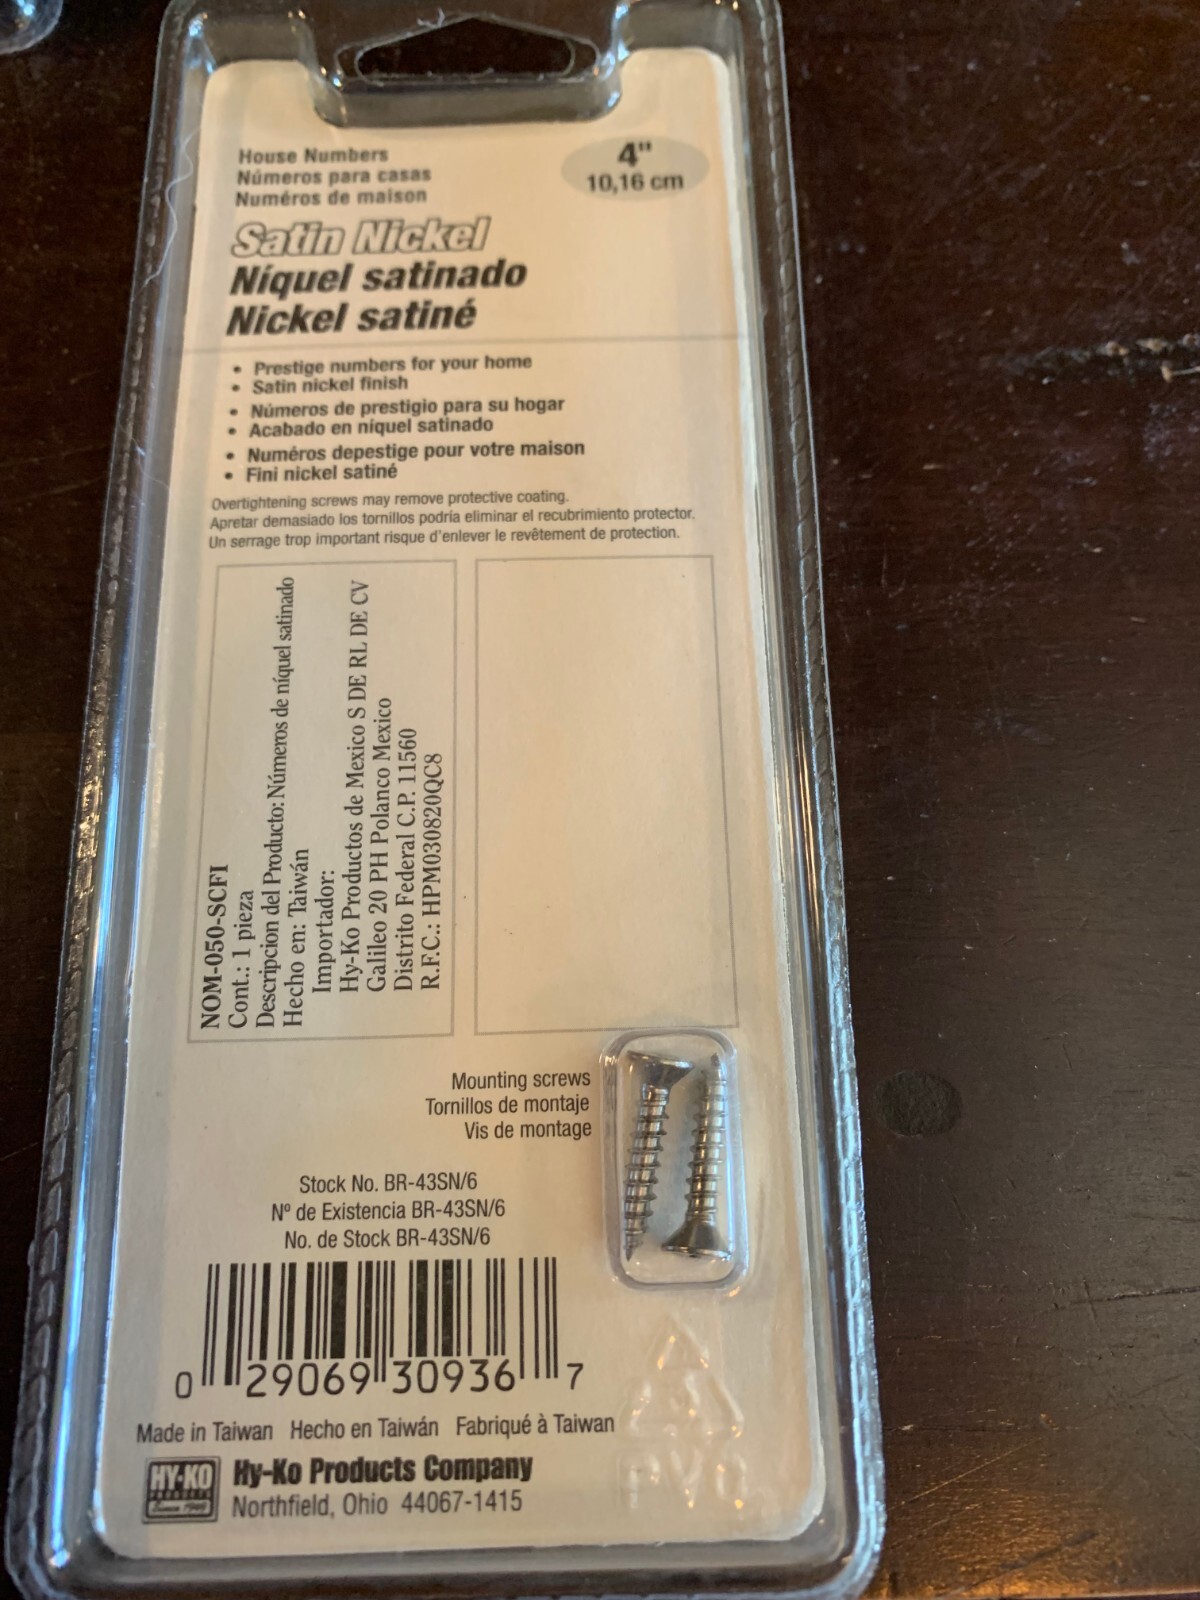 House Numbers
Números para casas
Numéros de maison
4"
10,16 cm
Satin Nickel
Níquel satinado
Nickel satiné
• Prestige numbers for your home
• Satin nickel finish
• Números de prestigio para su hogar
• Acabado en níquel satinado
• Numéros depestige pour votre maison
• Fini nickel satiné
Overtightening screws may remove protective coating.
Apretar demasiado los tornillos podría eliminar el recubrimiento protector.
Un serrage trop important risque d'enlever le revêtement de protection.
NOM-050-SCFI
Cont.: 1 pieza
Descripcion del Producto: Números de níquel satinado
Hecho en: Taiwán
Importador:
Hy-Ko Productos de Mexico S DE RL DE CV
Galileo 20 PH Polanco Mexico
Distrito Federal C.P. 11560
R.F.C.: HPM030820QC8
Mounting screws
Tornillos de montaje
Vis de montage
Stock No. BR-43SN/6
Nº de Existencia BR-43SN/6
No. de Stock BR-43SN/6
0 29069 30936 7
Made in Taiwan Hecho en Taiwán Fabriqué à Taiwan
HY-KO
PRODUCTS
Since 1949
Hy-Ko Products Company
Northfield, Ohio 44067-1415
PVC